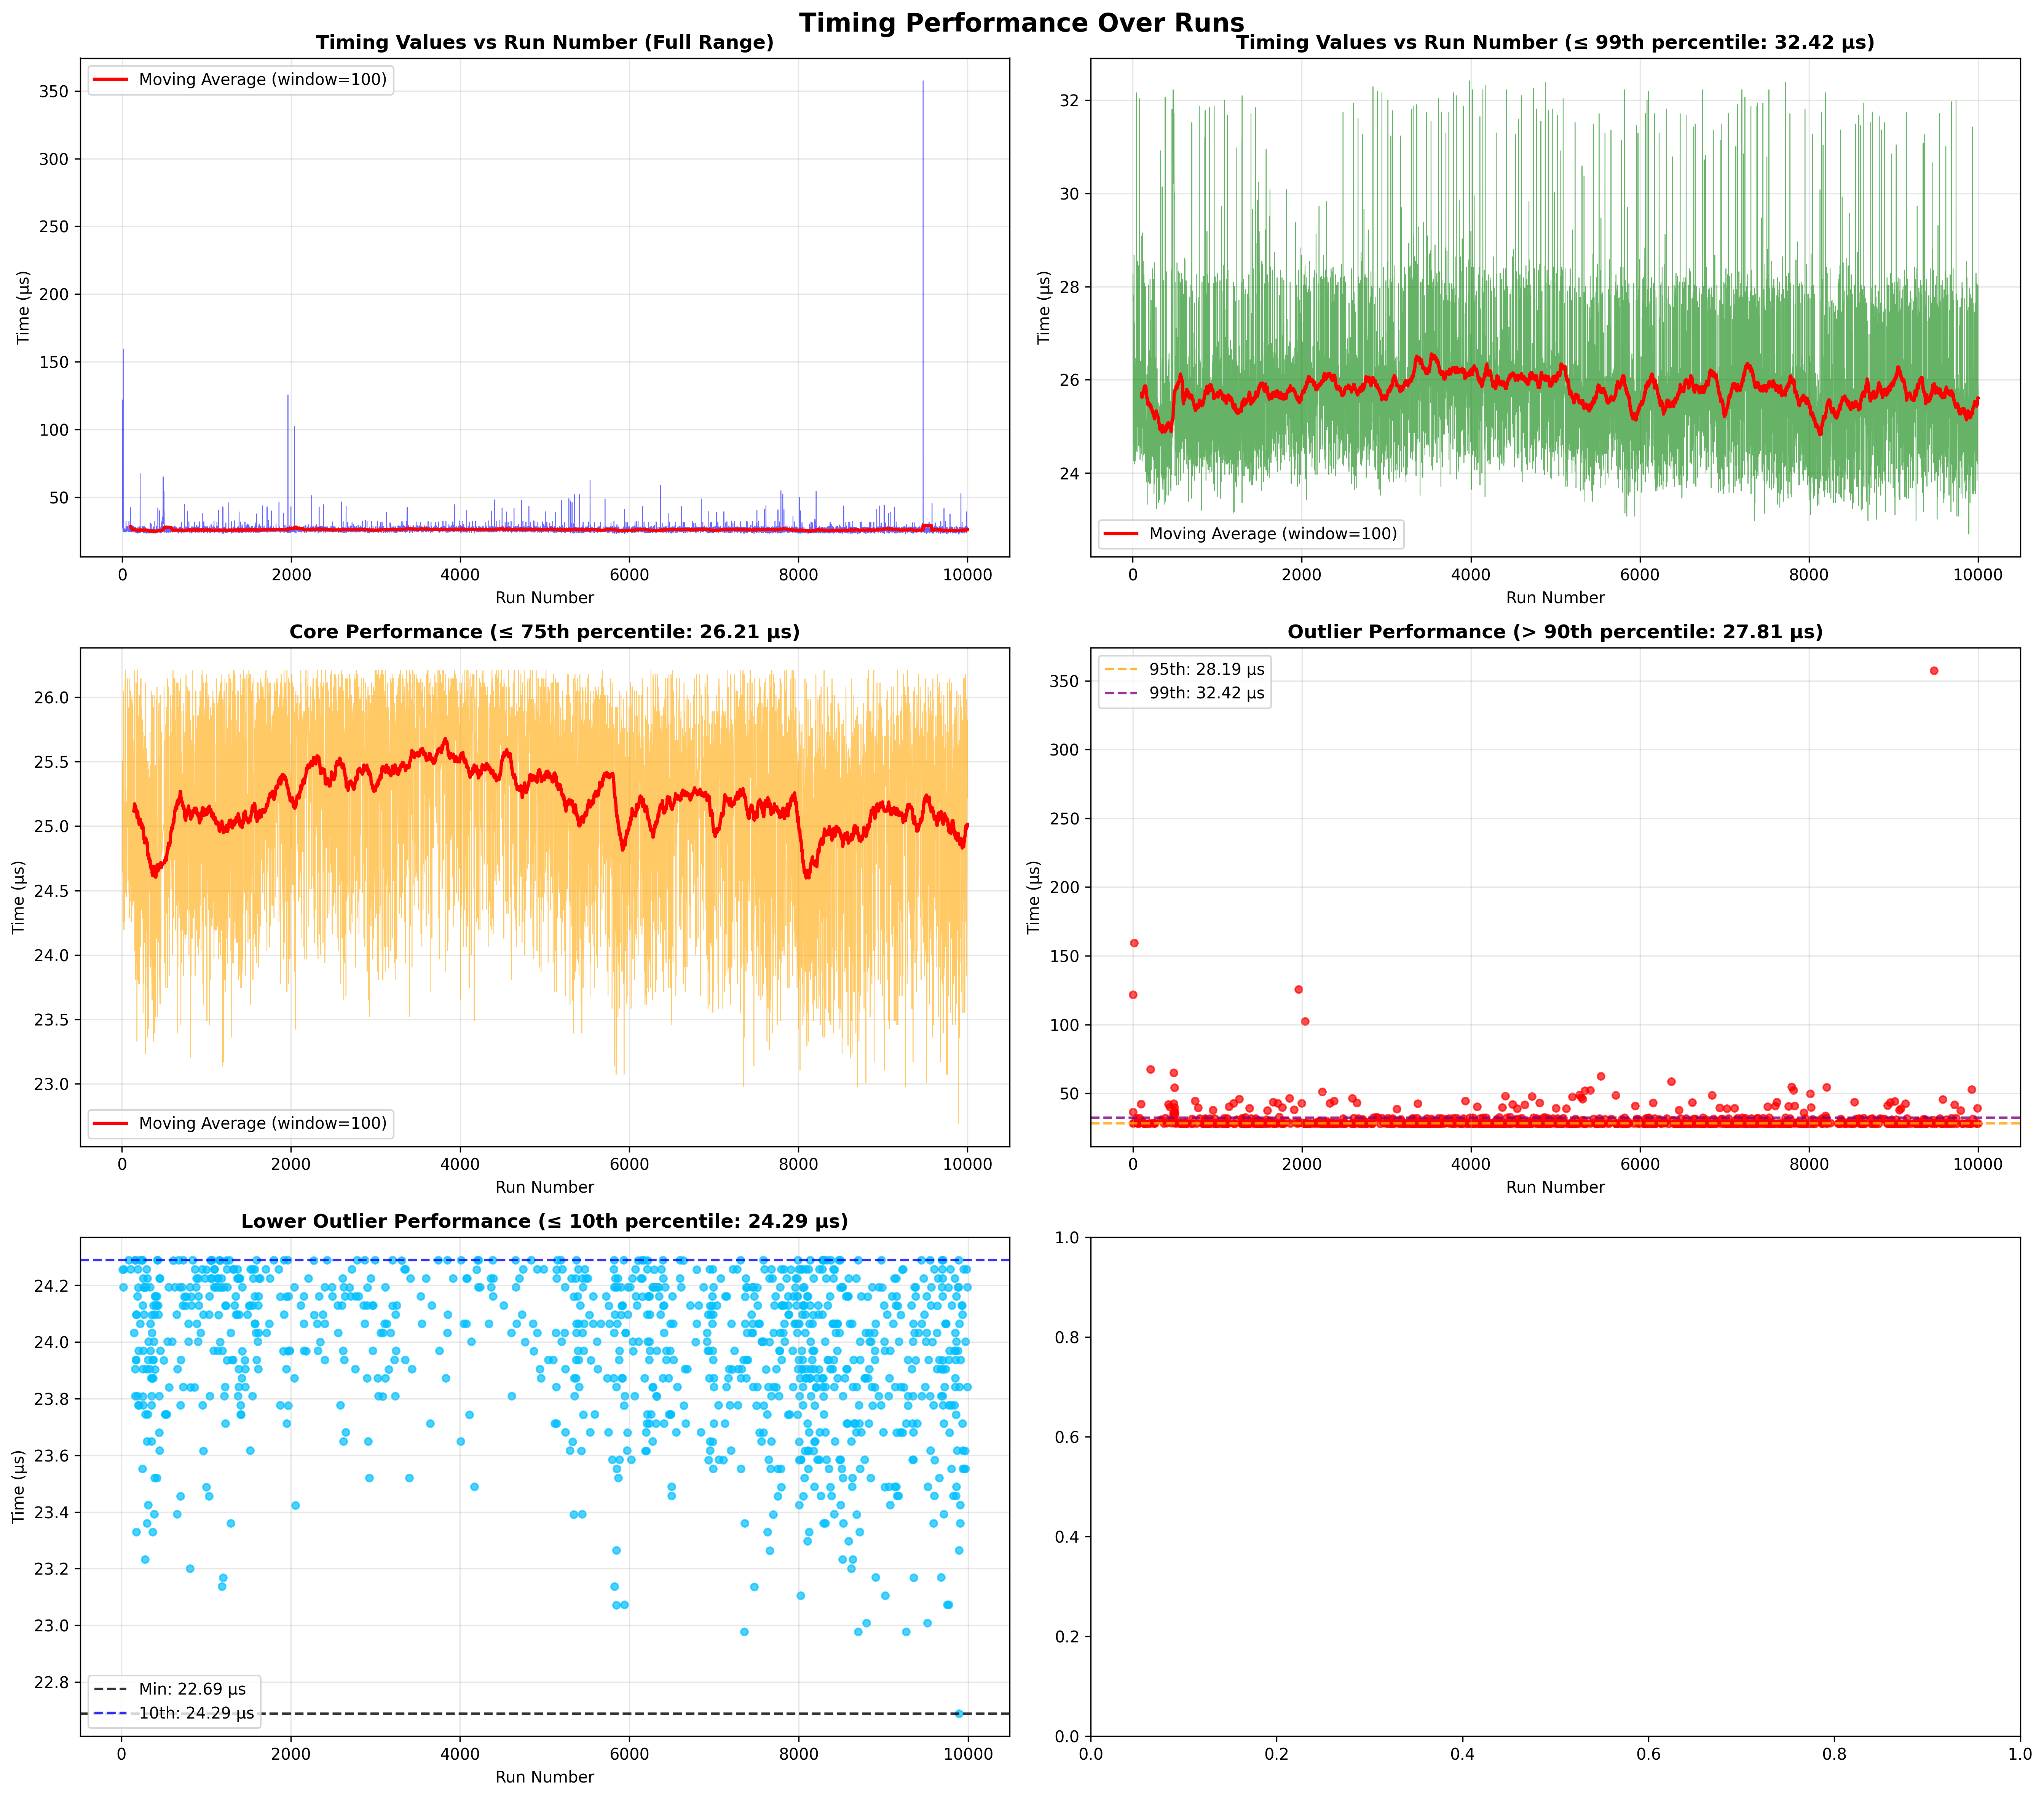 Timing Performance Over Runs
Timing Values vs Run Number (Full Range)
Moving Average (window=100)
350
300
250
200
150
100
50
Time (µs)
0 2000 4000 6000 8000 10000
Run Number
Timing Values vs Run Number (≤ 99th percentile: 32.42 µs)
32
30
28
26
24
Time (µs)
Moving Average (window=100)
0 2000 4000 6000 8000 10000
Run Number
Core Performance (≤ 75th percentile: 26.21 µs)
26.0
25.5
25.0
24.5
24.0
23.5
23.0
Time (µs)
Moving Average (window=100)
0 2000 4000 6000 8000 10000
Run Number
Outlier Performance (> 90th percentile: 27.81 µs)
95th: 28.19 µs
99th: 32.42 µs
350
300
250
200
150
100
50
Time (µs)
0 2000 4000 6000 8000 10000
Run Number
Lower Outlier Performance (≤ 10th percentile: 24.29 µs)
24.2
24.0
23.8
23.6
23.4
23.2
23.0
22.8
Time (µs)
Min: 22.69 µs
10th: 24.29 µs
0 2000 4000 6000 8000 10000
Run Number
1.0
0.8
0.6
0.4
0.2
0.0
0.0 0.2 0.4 0.6 0.8 1.0